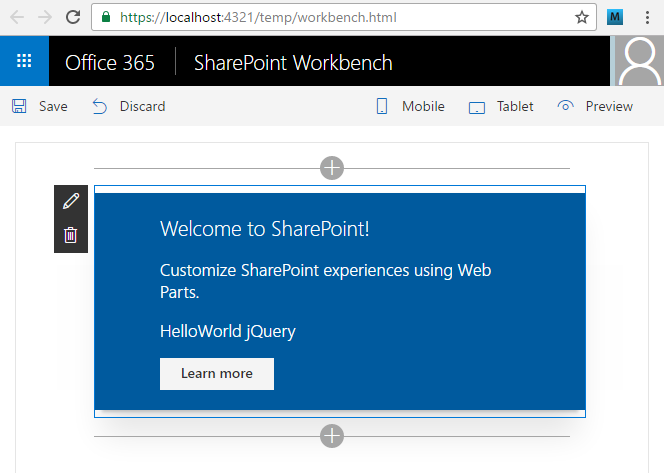 https://localhost:4321/temp/workbench.html
M
Office 365 SharePoint Workbench
Save Discard Mobile Tablet Preview
Welcome to SharePoint!
Customize SharePoint experiences using Web
Parts.
HelloWorld jQuery
Learn more